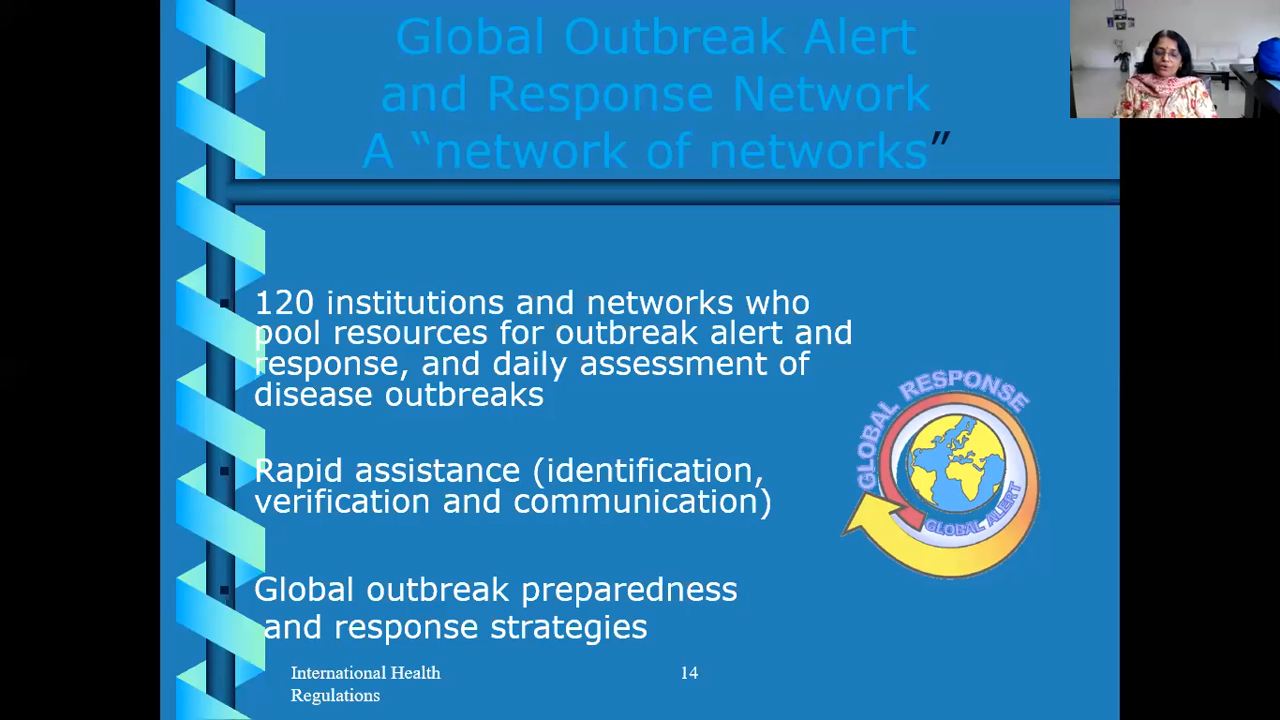 Global Outbreak Alert
and Response Network
A “network of networks”
120 institutions and networks who
pool resources for outbreak alert and
response, and daily assessment of
disease outbreaks
Rapid assistance (identification,
verification and communication)
Global outbreak preparedness
and response strategies
GLOBAL RESPONSE
GLOBAL ALERT
International Health
Regulations
14